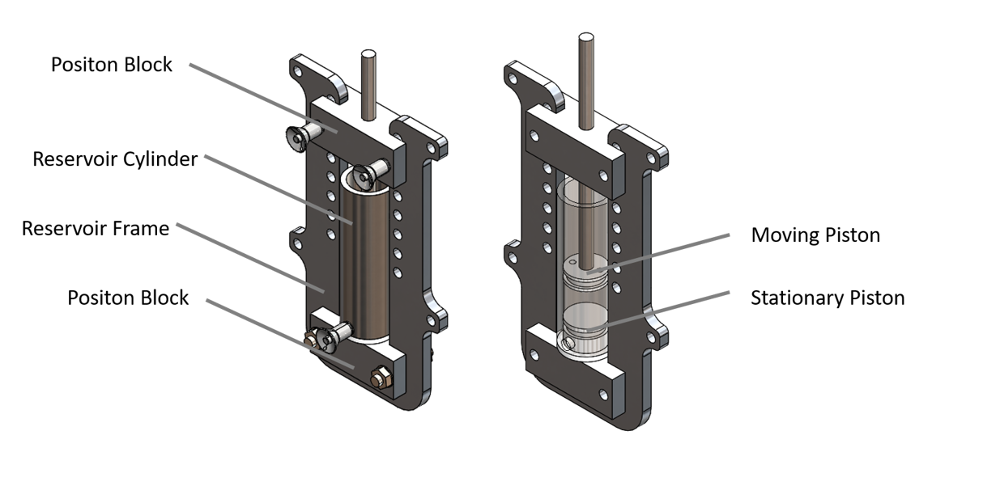 Positon Block
Reservoir Cylinder
Reservoir Frame
Positon Block
Moving Piston
Stationary Piston